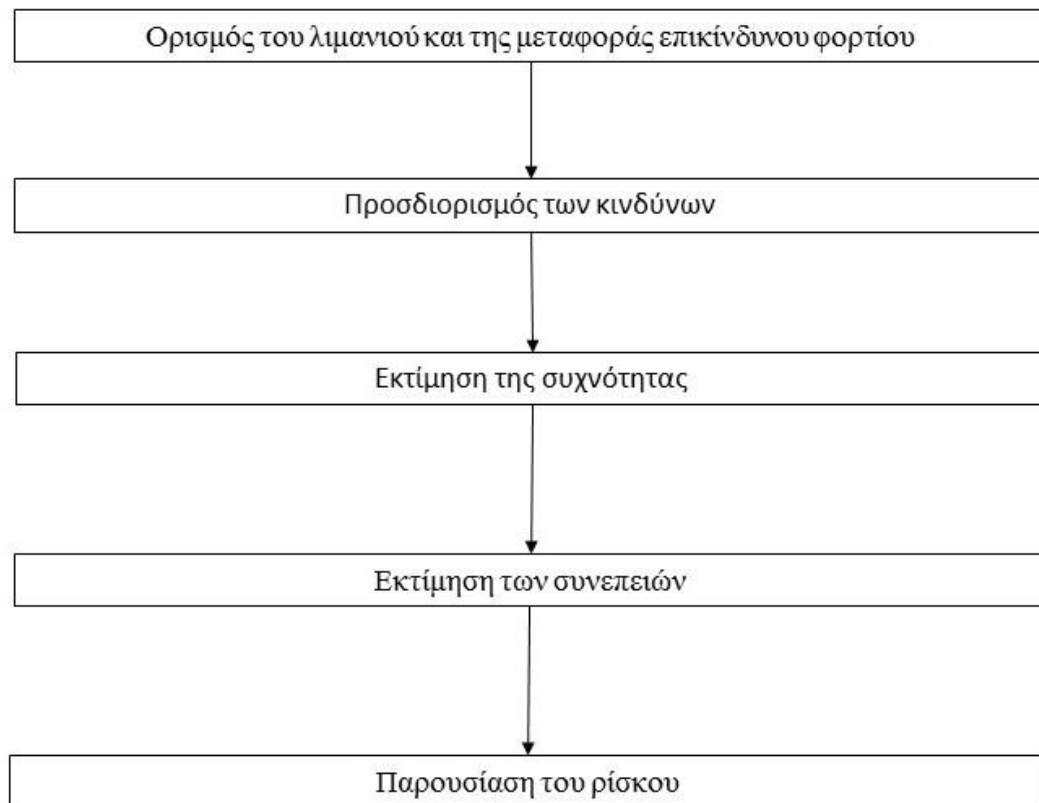 Ορισμός του λιμανιού και της μεταφοράς επικίνδυνου φορτίου
Προσδιορισμός των κινδύνων
Εκτίμηση της συχνότητας
Εκτίμηση των συνεπειών
Παρουσίαση του ρίσκου